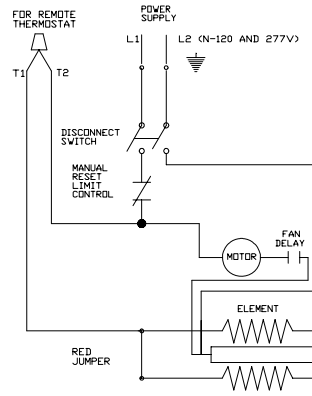 FOR REMOTE
THERMOSTAT
POWER
SUPPLY
L1
L2 (N-120 AND 277V)
T1
T2
DISCONNECT
SWITCH
MANUAL
RESET
LIMIT
CONTROL
FAN
DELAY
MOTOR
ELEMENT
RED
JUMPER